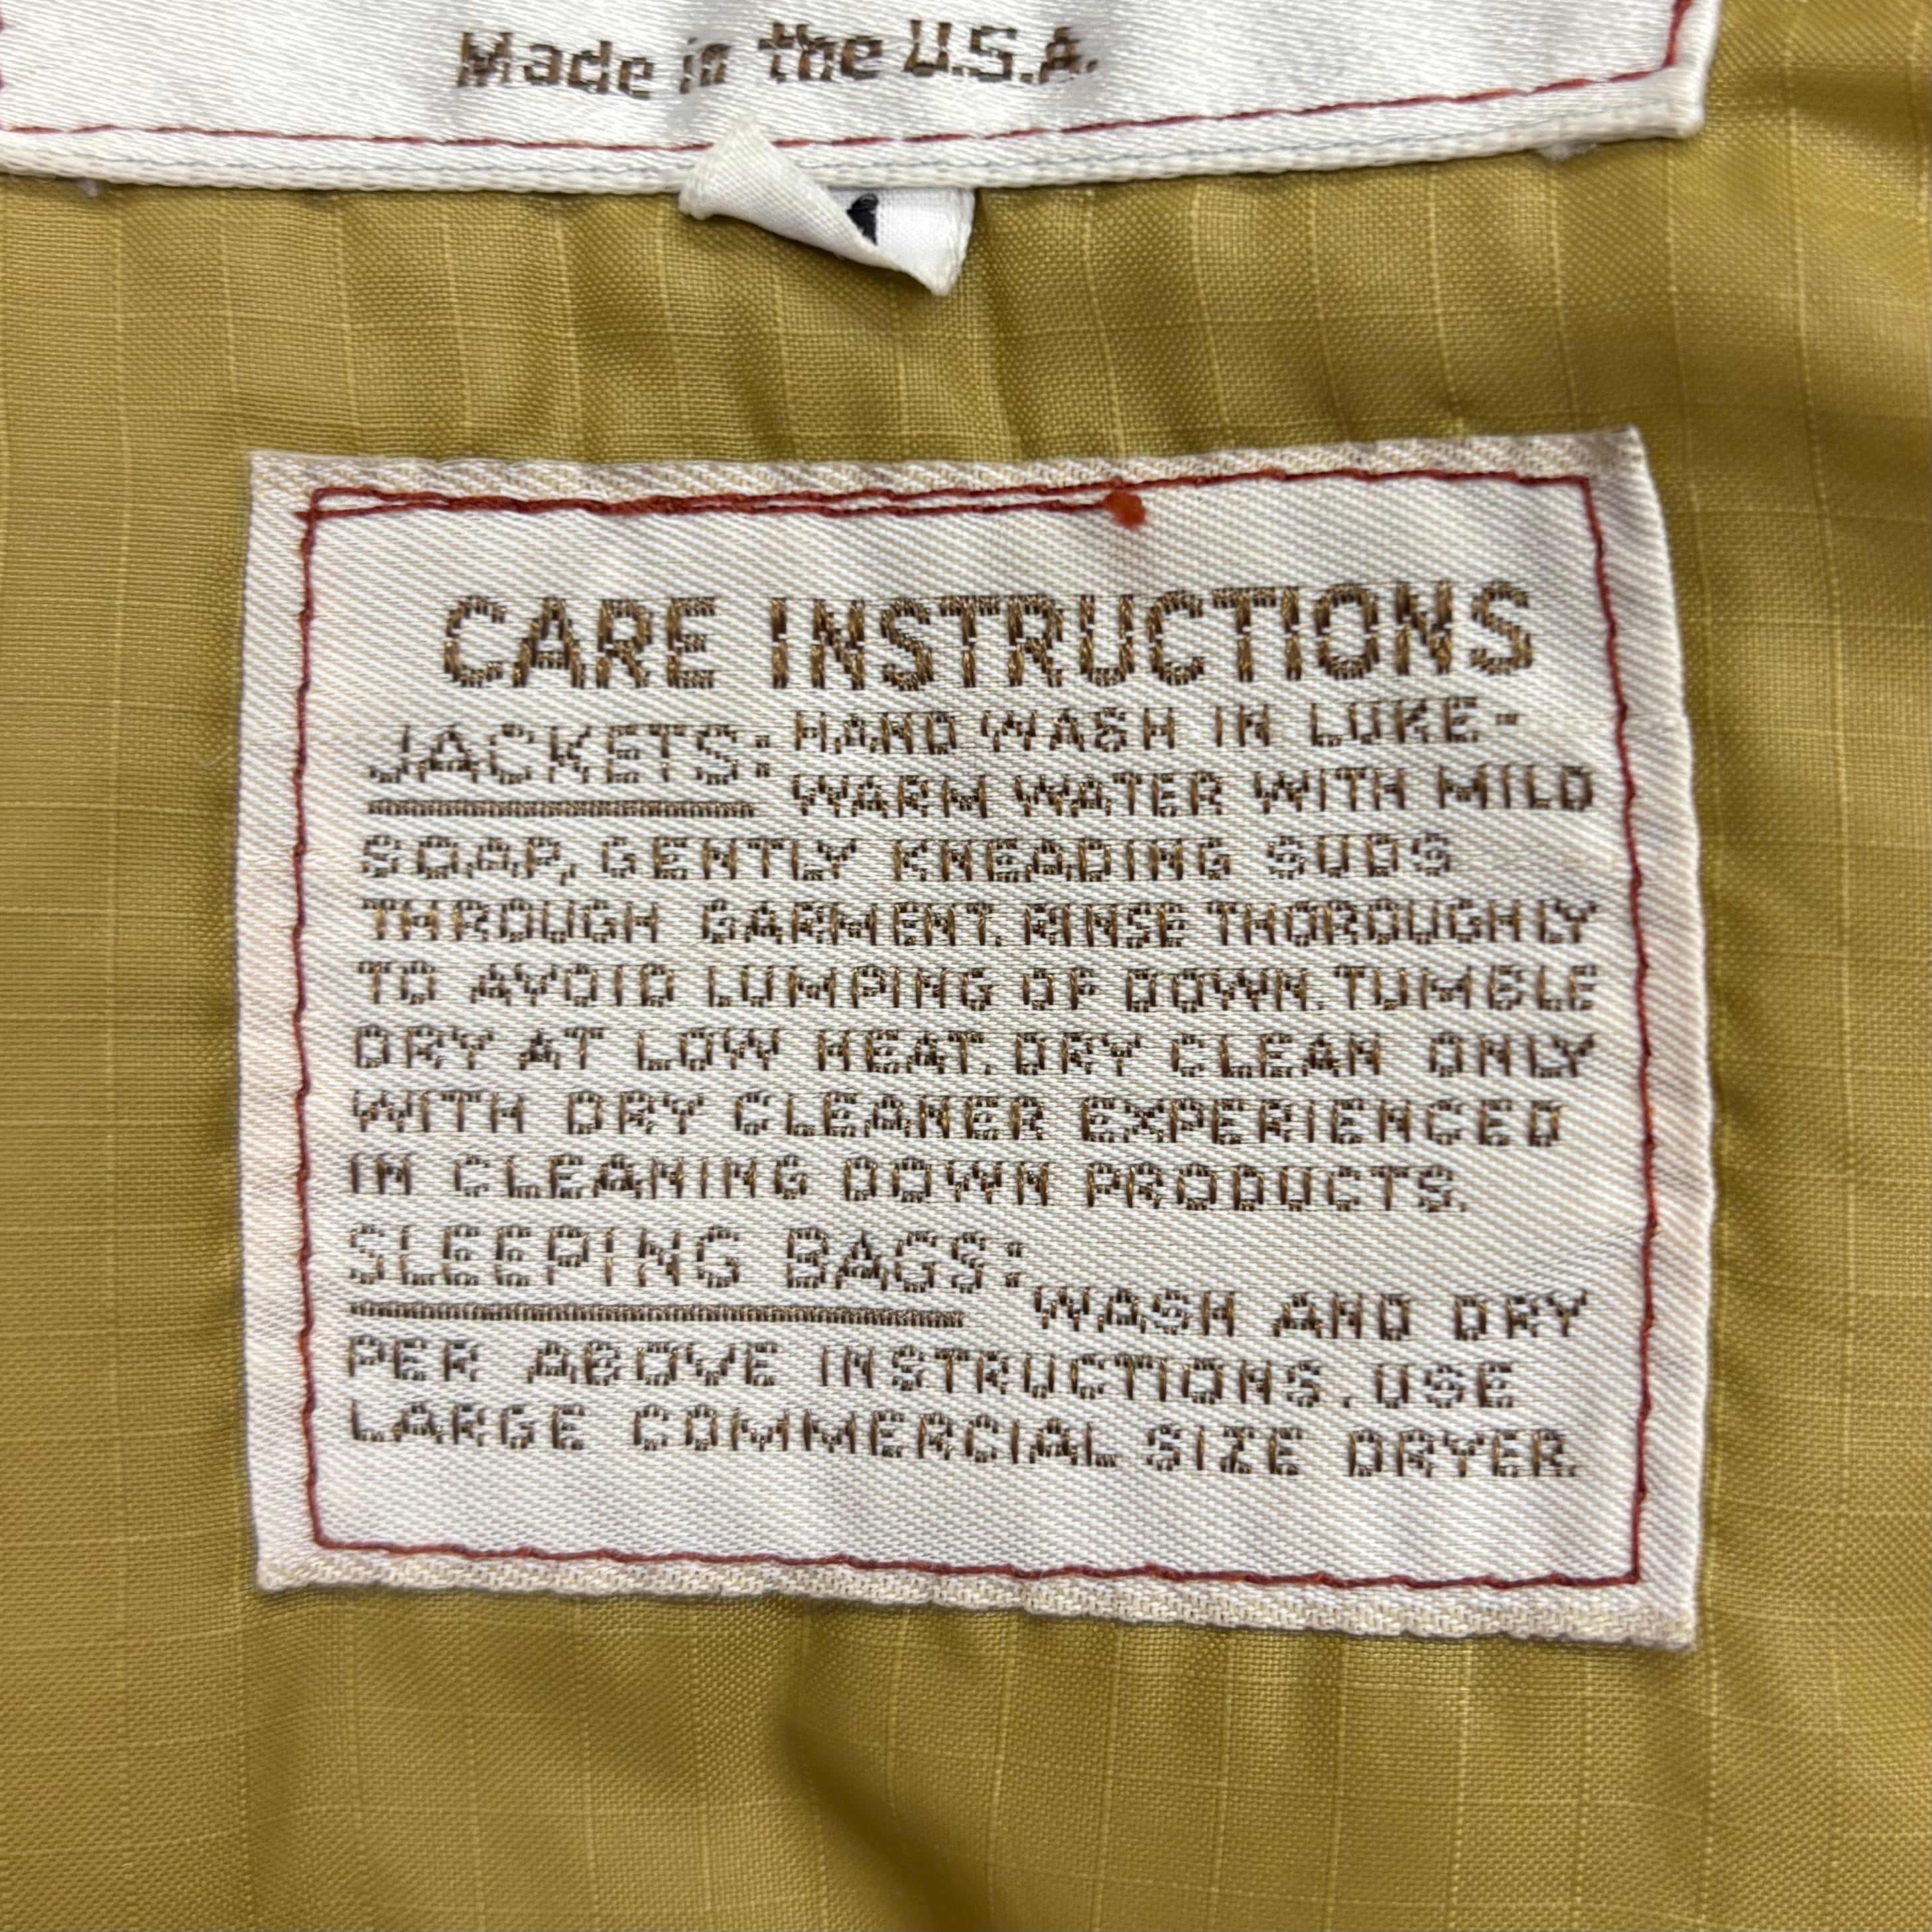 Made in the U.S.A.
CARE INSTRUCTIONS
JACKETS: HAND WASH IN LUKE-
WARM WATER WITH MILD
SOAP, GENTLY KNEADING SUDS
THROUGH GARMENT. RINSE THOROUGHLY
TO AVOID LUMPING OF DOWN. TUMBLE
DRY AT LOW HEAT. DRY CLEAN ONLY
WITH DRY CLEANER EXPERIENCED
IN CLEANING DOWN PRODUCTS.
SLEEPING BAGS: WASH AND DRY
PER ABOVE INSTRUCTIONS. USE
LARGE COMMERCIAL SIZE DRYER.